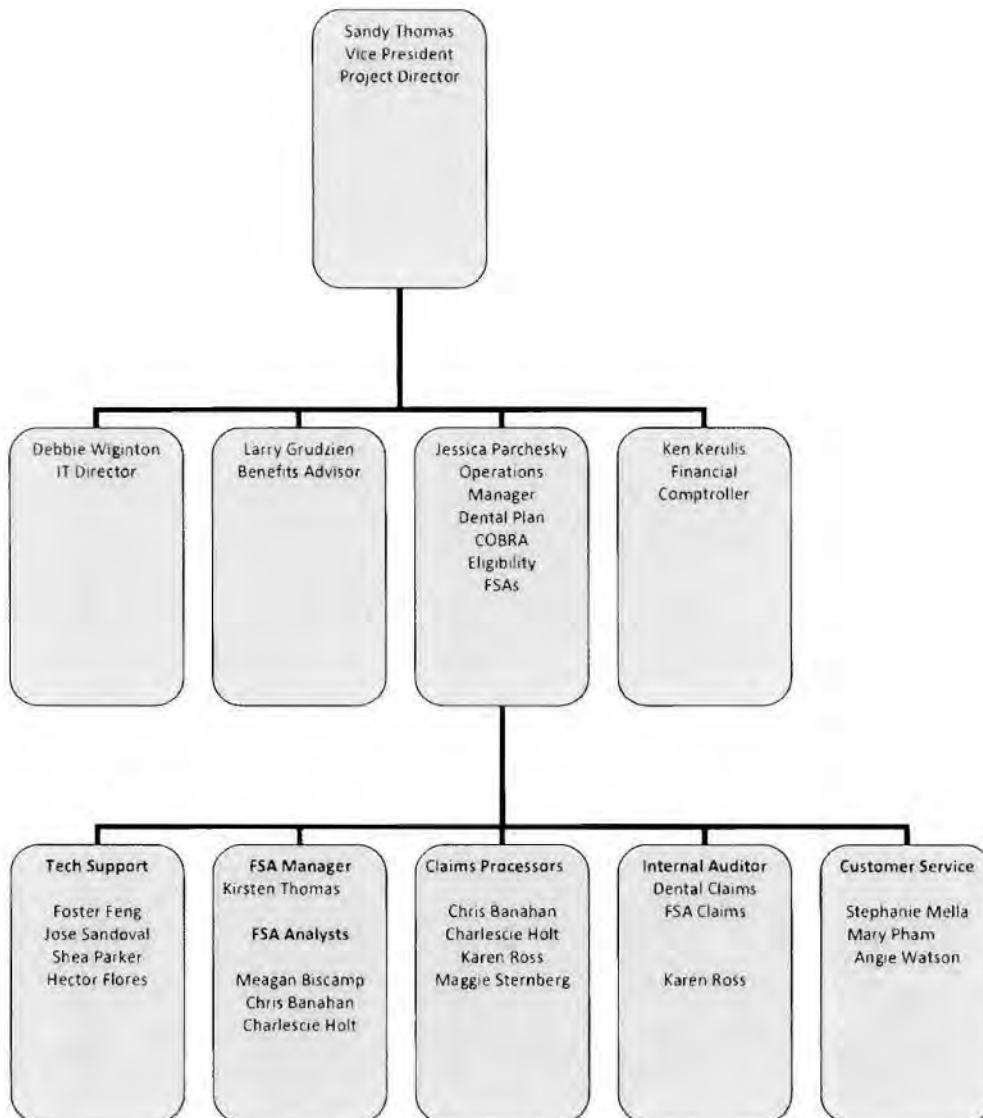 Sandy Thomas
Vice President
Project Director
Debbie Wiginton
IT Director
Larry Grudzien
Benefits Advisor
Jessica Parchesky
Operations
Manager
Dental Plan
COBRA
Eligibility
FSAs
Ken Kerulis
Financial
Comptroller
Tech Support
Foster Feng
Jose Sandoval
Shea Parker
Hector Flores
FSA Manager
Kirsten Thomas
FSA Analysts
Meagan Biscamp
Chris Banahan
Charlescie Holt
Claims Processors
Chris Banahan
Charlescie Holt
Karen Ross
Maggie Sternberg
Internal Auditor
Dental Claims
FSA Claims
Karen Ross
Customer Service
Stephanie Mella
Mary Pham
Angie Watson